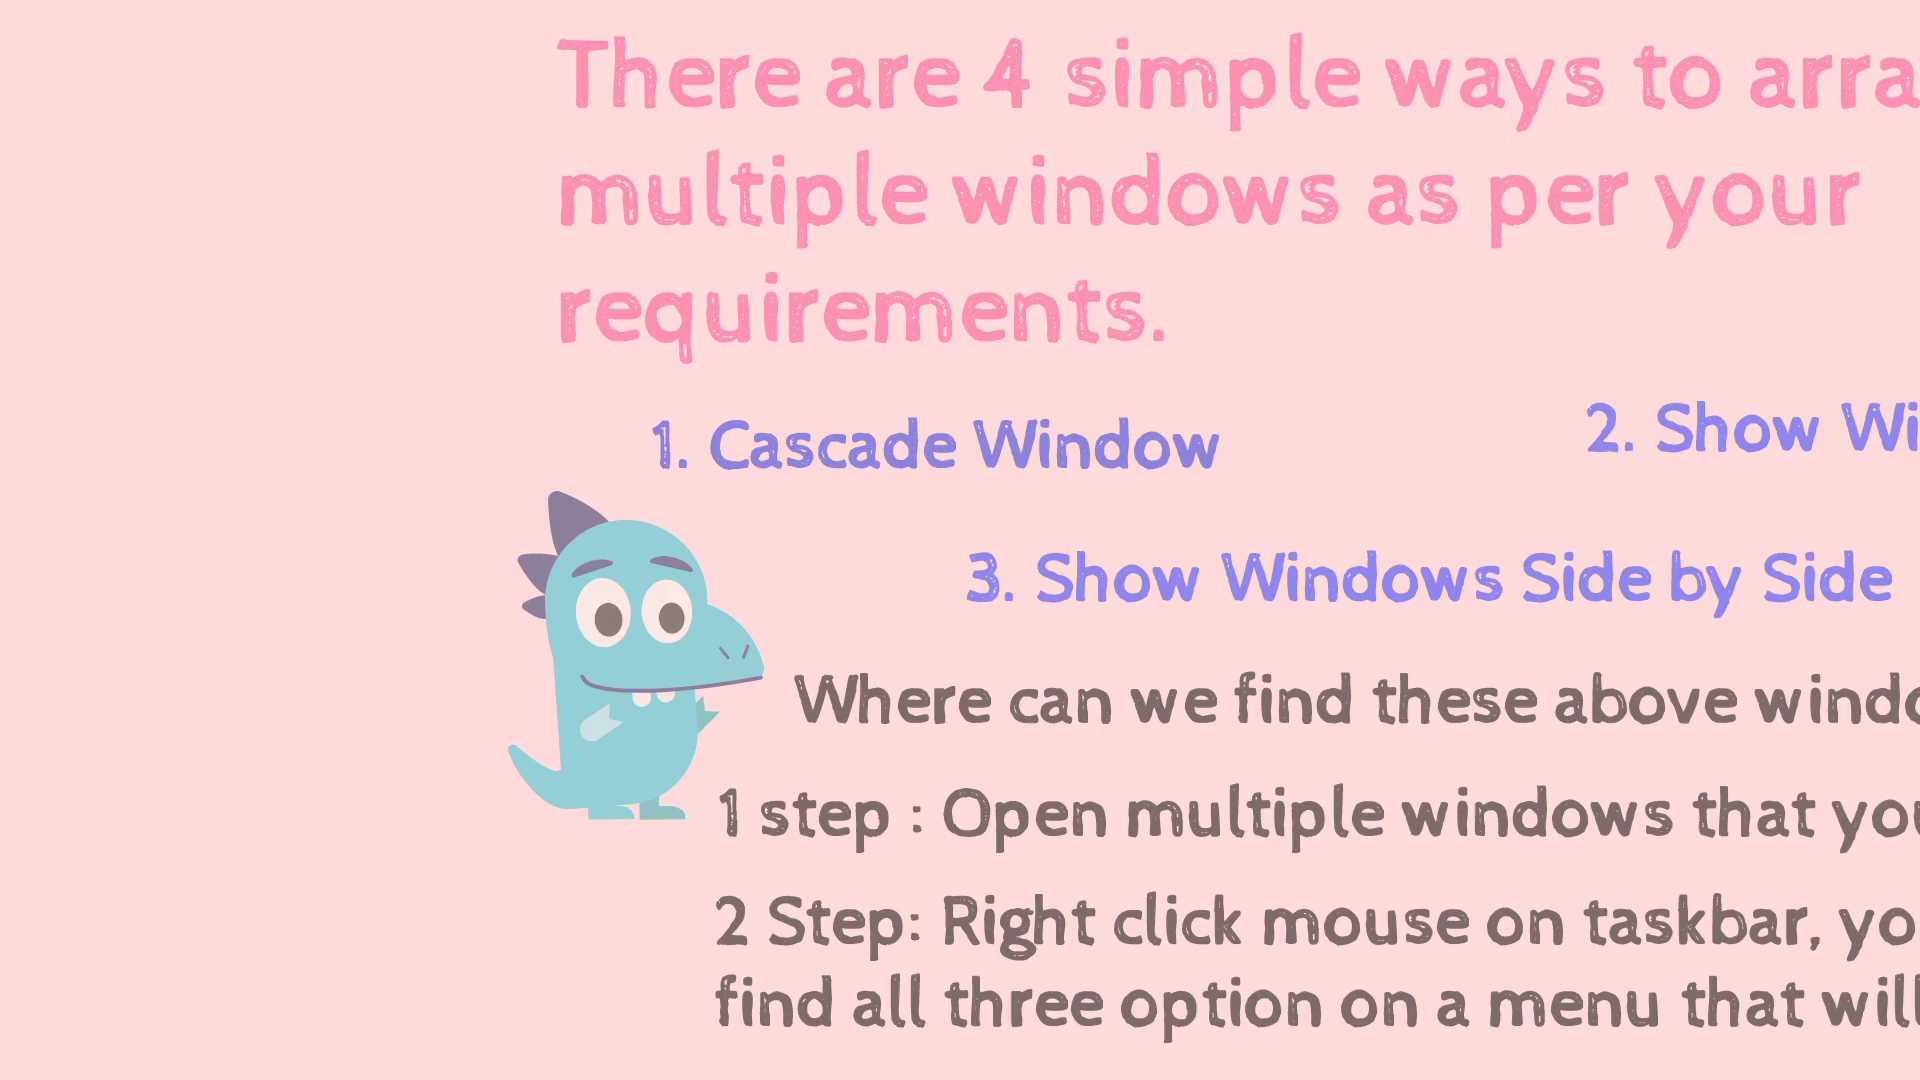 There are 4 simple ways to arra
multiple windows as per your
requirements.
1. Cascade Window
2. Show Wi
3. Show Windows Side by Side
Where can we find these above windo
1 step : Open multiple windows that you
2 Step: Right click mouse on taskbar, yo
find all three option on a menu that will